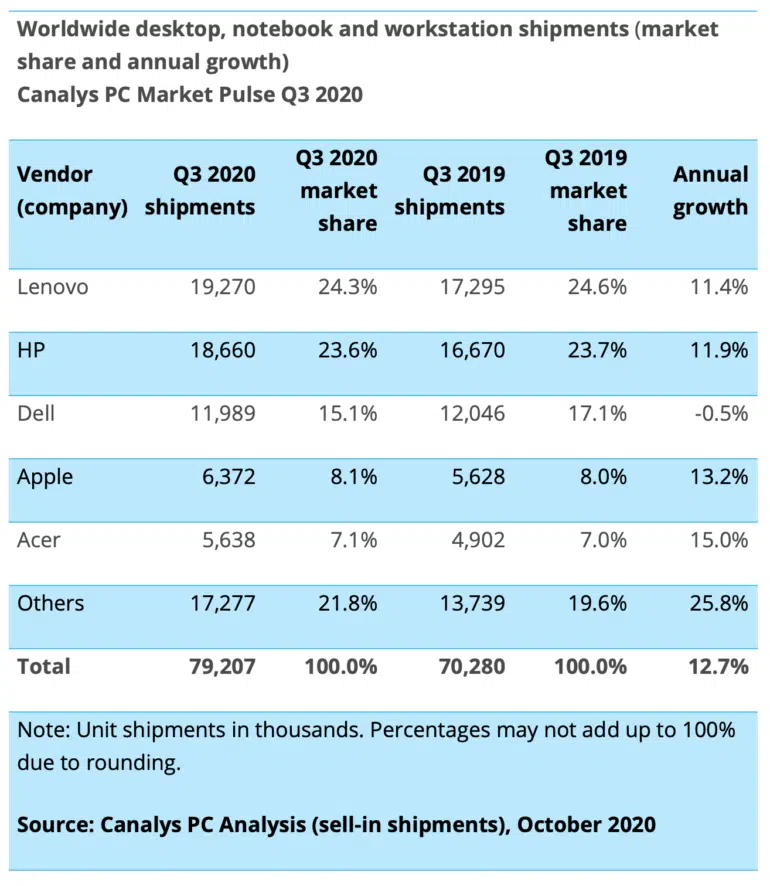 Worldwide desktop, notebook and workstation shipments (market
share and annual growth)
Canalys PC Market Pulse Q3 2020
Vendor (company) Q3 2020 shipments Q3 2020 market share Q3 2019 shipments Q3 2019 market share Annual growth
Lenovo 19,270 24.3% 17,295 24.6% 11.4%
HP 18,660 23.6% 16,670 23.7% 11.9%
Dell 11,989 15.1% 12,046 17.1% -0.5%
Apple 6,372 8.1% 5,628 8.0% 13.2%
Acer 5,638 7.1% 4,902 7.0% 15.0%
Others 17,277 21.8% 13,739 19.6% 25.8%
Total 79,207 100.0% 70,280 100.0% 12.7%
Note: Unit shipments in thousands. Percentages may not add up to 100%
due to rounding.
Source: Canalys PC Analysis (sell-in shipments), October 2020